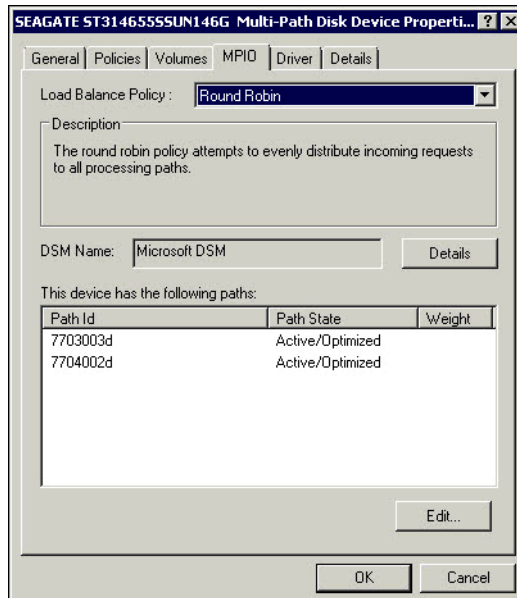 SEAGATE ST314655SSUN146G Multi-Path Disk Device Properti...
General Policies Volumes MPIO Driver Details
Load Balance Policy : Round Robin
Description
The round robin policy attempts to evenly distribute incoming requests
to all processing paths.
DSM Name: Microsoft DSM Details
This device has the following paths:
Path Id Path State Weight
7703003d Active/Optimized
7704002d Active/Optimized
Edit...
OK Cancel